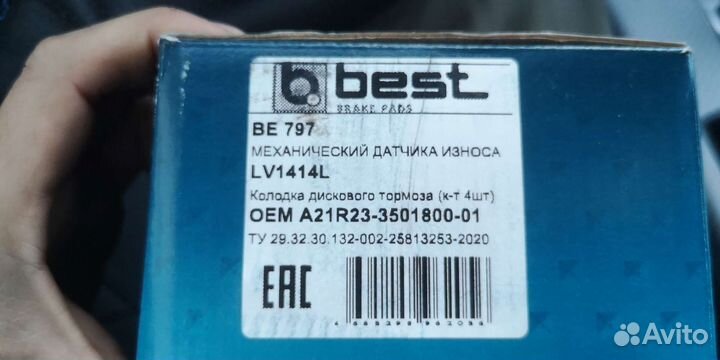 best
BRAKE PADS
BE 797
МЕХАНИЧЕСКИЙ ДАТЧИКА ИЗНОСА
LV1414L
Колодка дискового тормоза (к-т 4шт)
OEM A21R23-3501800-01
ТУ 29.32.30.132-002-25813253-2020
EAC
Avito